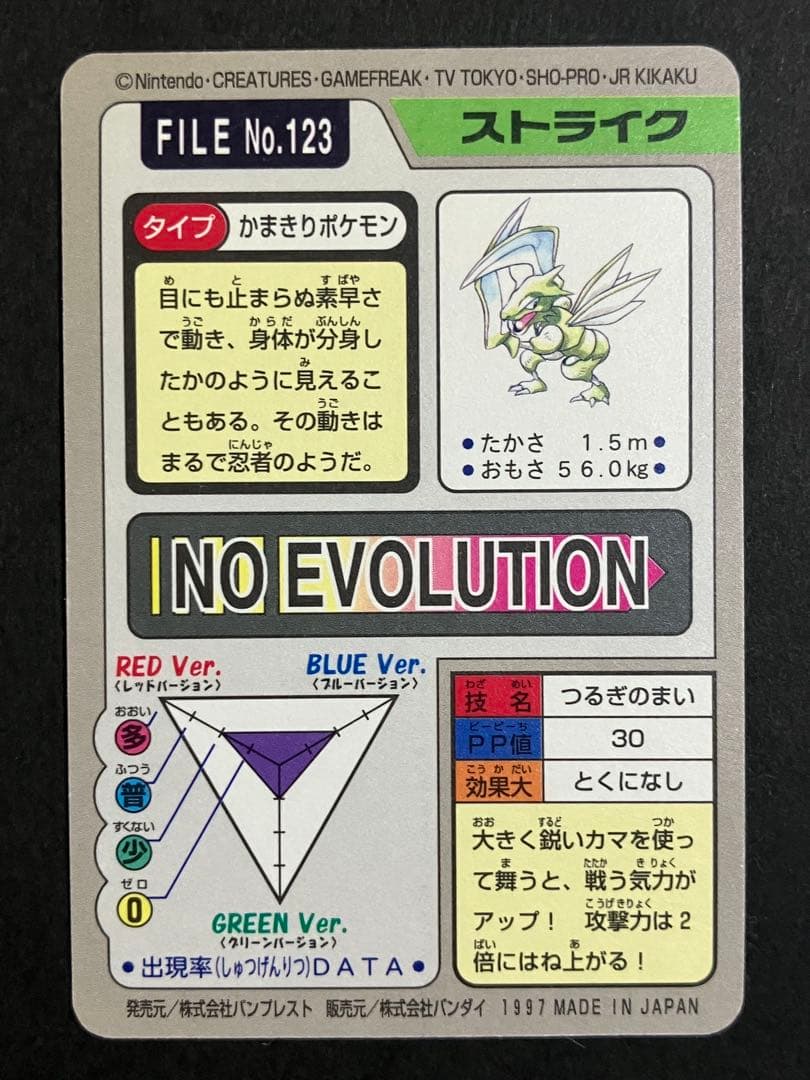 ©Nintendo・CREATURES・GAMEFREAK・TV TOKYO・SHO-PRO・JR KIKAKU
FILE No.123
ストライク
タイプ かまきりポケモン
目にも止まらぬ素早さ
で動き、身体が分身し
たかのように見えるこ
ともある。その動きは
まるで忍者のようだ。
●たかさ 1.5m●
●おもさ 56.0kg●
NO EVOLUTION
RED Ver.
〈レッドバージョン〉
BLUE Ver.
〈ブルーバージョン〉
おおい
多
ふつう
普
すくない
少
ゼロ
0
GREEN Ver.
〈グリーンバージョン〉
●出現率(しゅつげんりつ)DATA●
技名 つるぎのまい
PP値 30
効果大 とくになし
大きく鋭いカマを使っ
て舞うと、戦う気力が
アップ! 攻撃力は2
倍にはね上がる!
発売元/株式会社バンプレスト 販売元/株式会社バンダイ 1997 MADE IN JAPAN